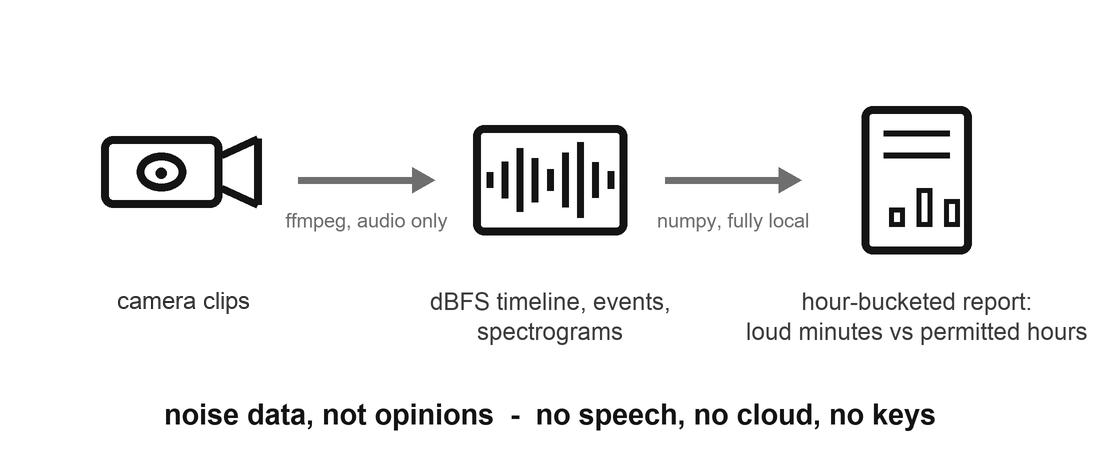 ffmpeg, audio only
numpy, fully local
camera clips
dBFS timeline, events,
spectrograms
hour-bucketed report:
loud minutes vs permitted hours
noise data, not opinions - no speech, no cloud, no keys